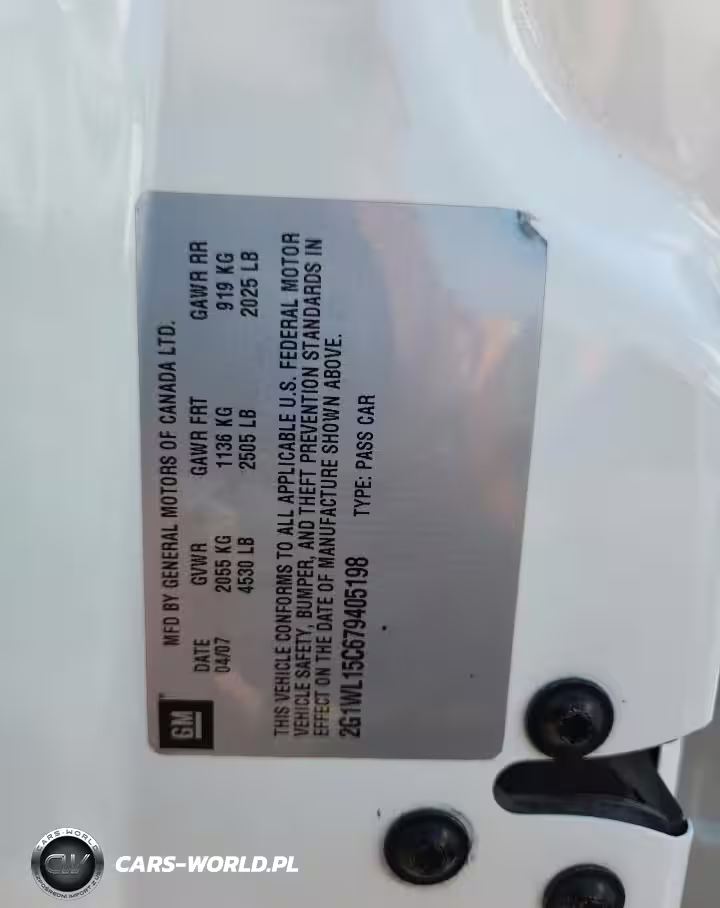 MFD BY GENERAL MOTORS OF CANADA LTD.
DATE GVWR GAWR FRT GAWR RR
04/07 2055 KG 1136 KG 919 KG
4530 LB 2505 LB 2025 LB
THIS VEHICLE CONFORMS TO ALL APPLICABLE U.S. FEDERAL MOTOR
VEHICLE SAFETY, BUMPER, AND THEFT PREVENTION STANDARDS IN
EFFECT ON THE DATE OF MANUFACTURE SHOWN ABOVE.
2G1WL15C679405198 TYPE: PASS CAR
GM
CARS-WORLD
CW
CARS-WORLD.PL